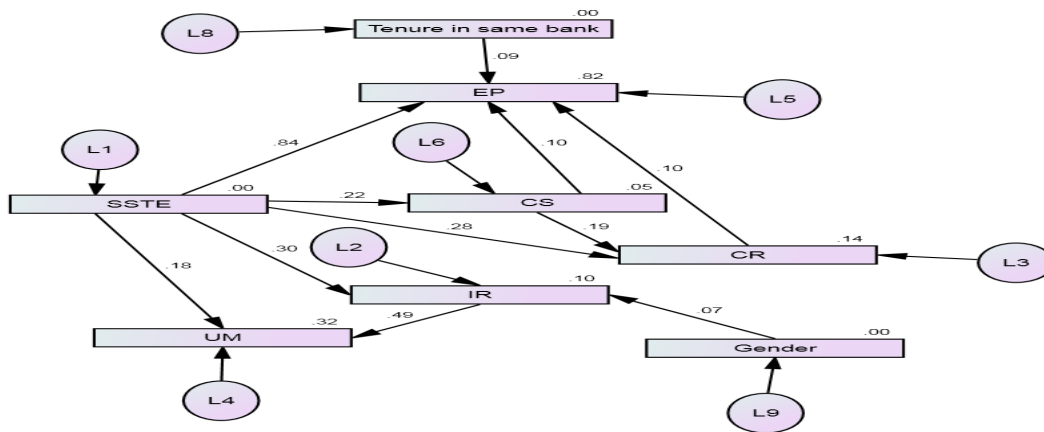 .00
L8
Tenure in same bank
.09
.82
EP
L5
L1
.84
L6
.10
.10
.00
SSTE
.22
.05
CS
.28
.19
L2
.14
CR
L3
.30
.18
.10
IR
.07
.49
.32
UM
.00
Gender
L4
L9